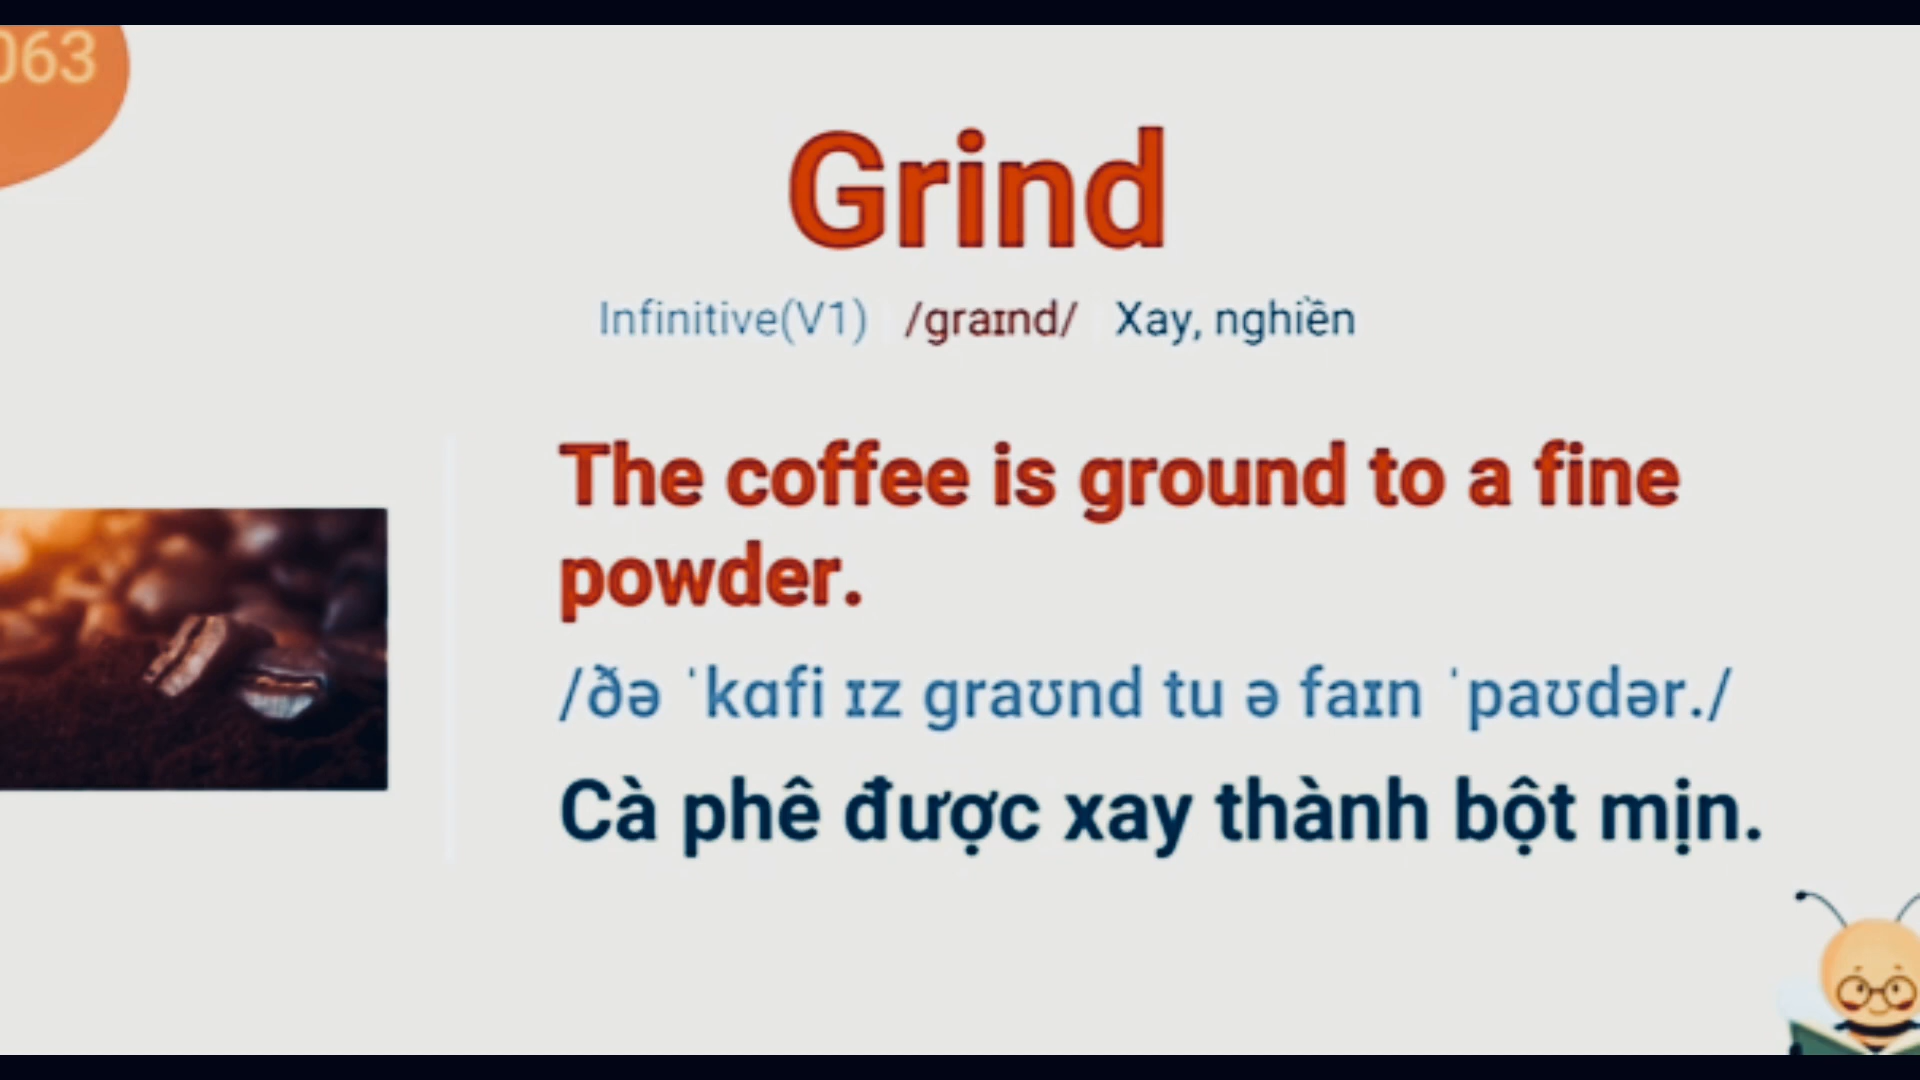 063
Grind
Infinitive(V1) /graɪnd/ Xay, nghiền
The coffee is ground to a fine
powder.
/ðə ˈkɑfi ɪz graʊnd tu ə faɪn ˈpaʊdər./
Cà phê được xay thành bột mịn.